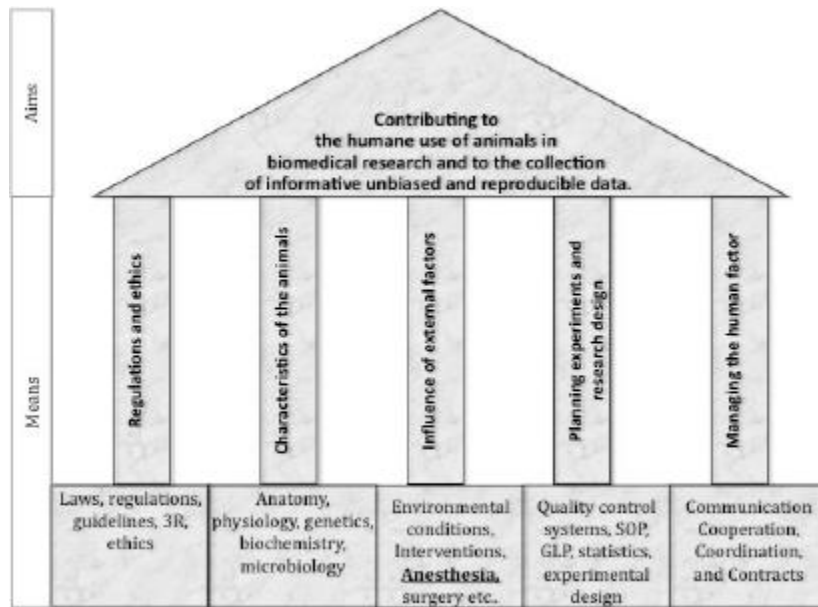 Aims
Contributing to
the humane use of animals in
biomedical research and to the collection
of informative unbiased and reproducible data.
Means
Regulations and ethics
Characteristics of the animals
Influence of external factors
Planning experiments and
research design
Managing the human factor
Laws, regulations,
guidelines, 3R,
ethics
Anatomy,
physiology, genetics,
biochemistry,
microbiology
Environmental
conditions,
Interventions,
Anesthesia,
surgery etc..
Quality control
systems, SOP,
GLP, statistics,
experimental
design
Communication
Cooperation,
Coordination,
and Contracts